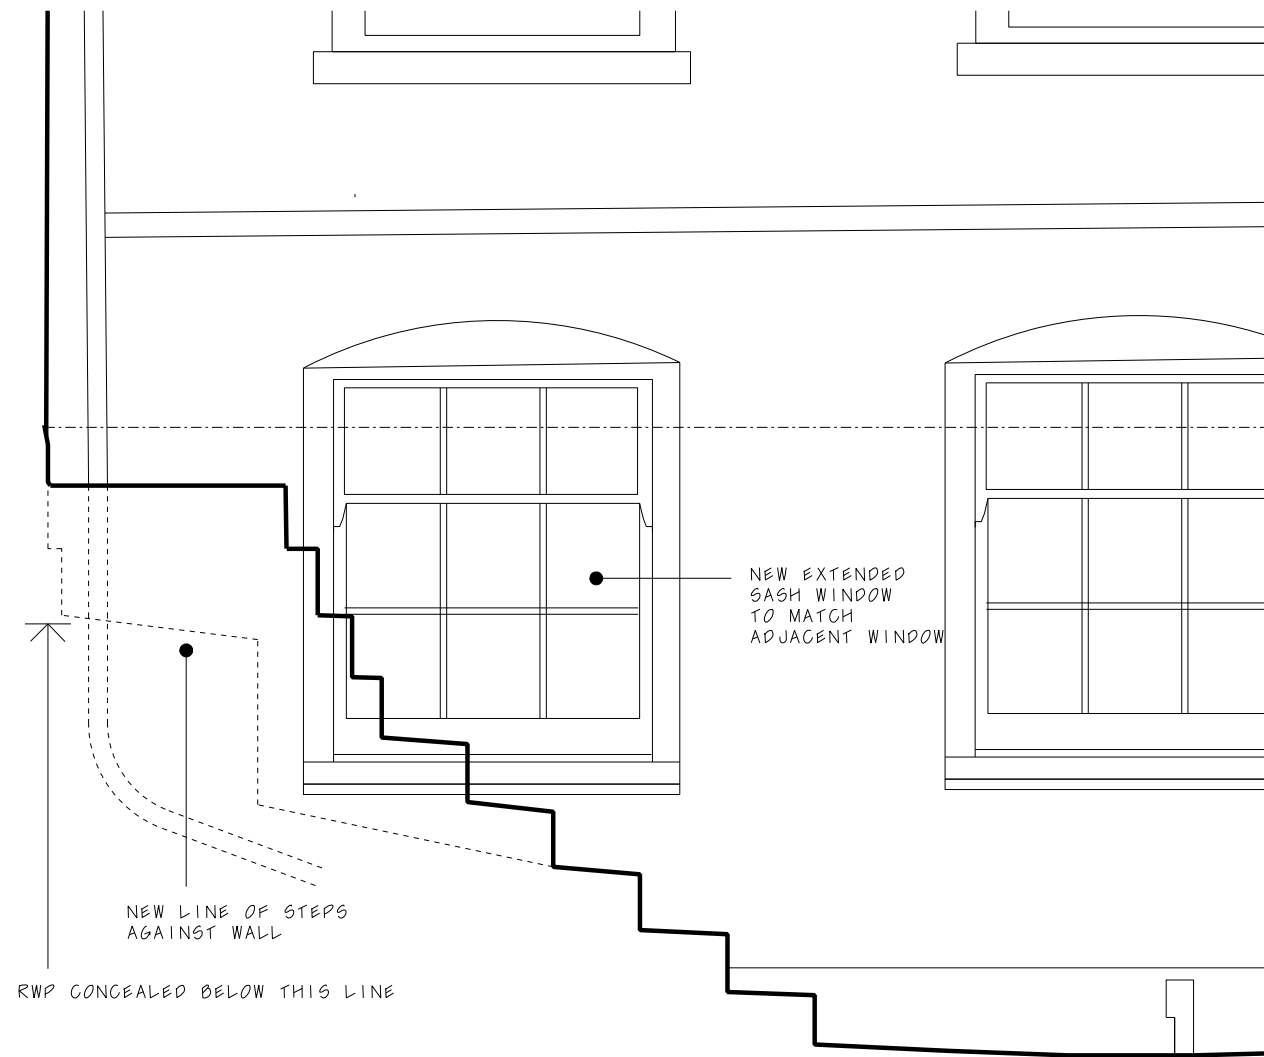 NEW EXTENDED
SASH WINDOW
TO MATCH
ADJACENT WINDOW
NEW LINE OF STEPS
AGAINST WALL
RWP CONCEALED BELOW THIS LINE